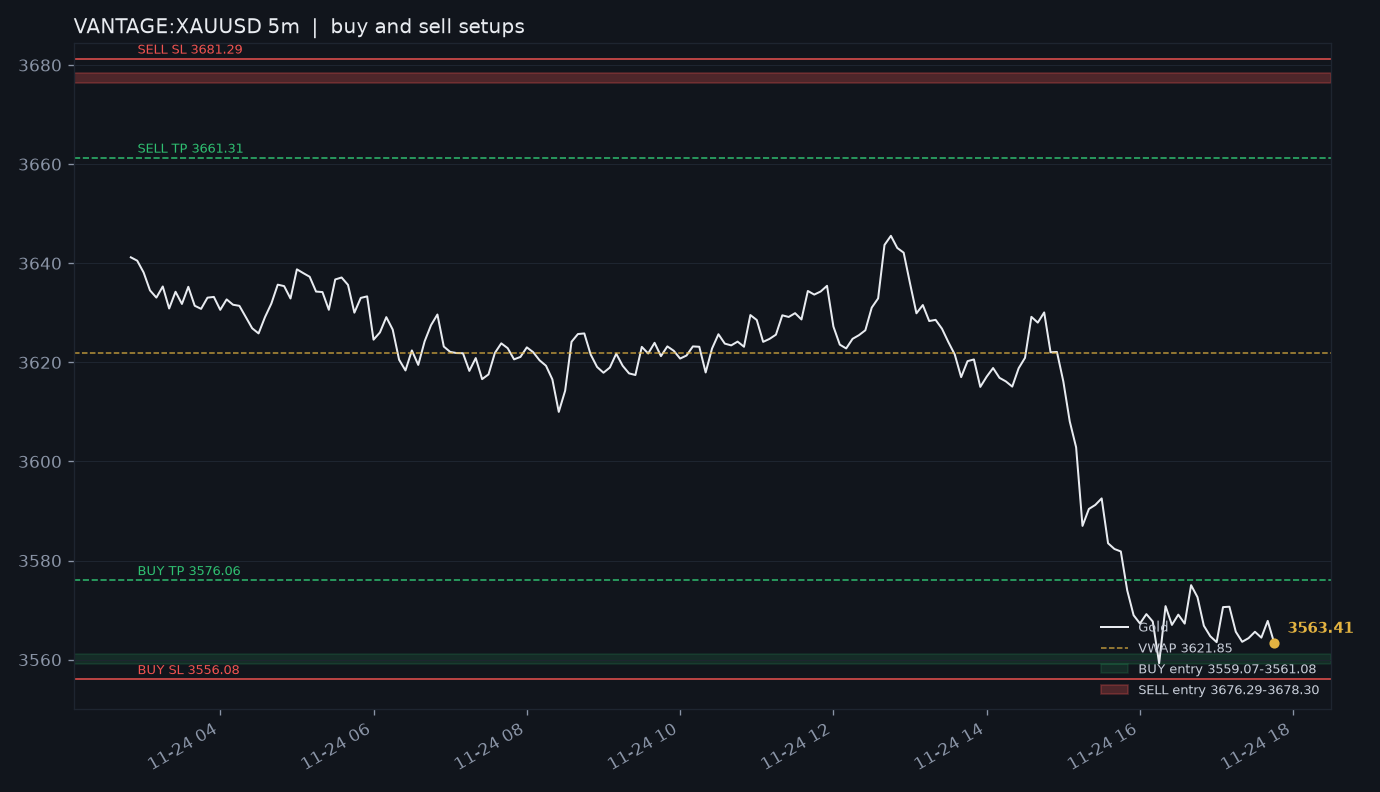 VANTAGE:XAUUSD 5m | buy and sell setups
SELL SL 3681.29
3680
SELL TP 3661.31
3660
3640
3620
3600
3580
BUY TP 3576.06
3563.41
Gold
VWAP 3621.85
3560
BUY SL 3556.08
BUY entry 3559.07-3561.08
SELL entry 3676.29-3678.30
11-24 04
11-24 06
11-24 08
11-24 10
11-24 12
11-24 14
11-24 16
11-24 18